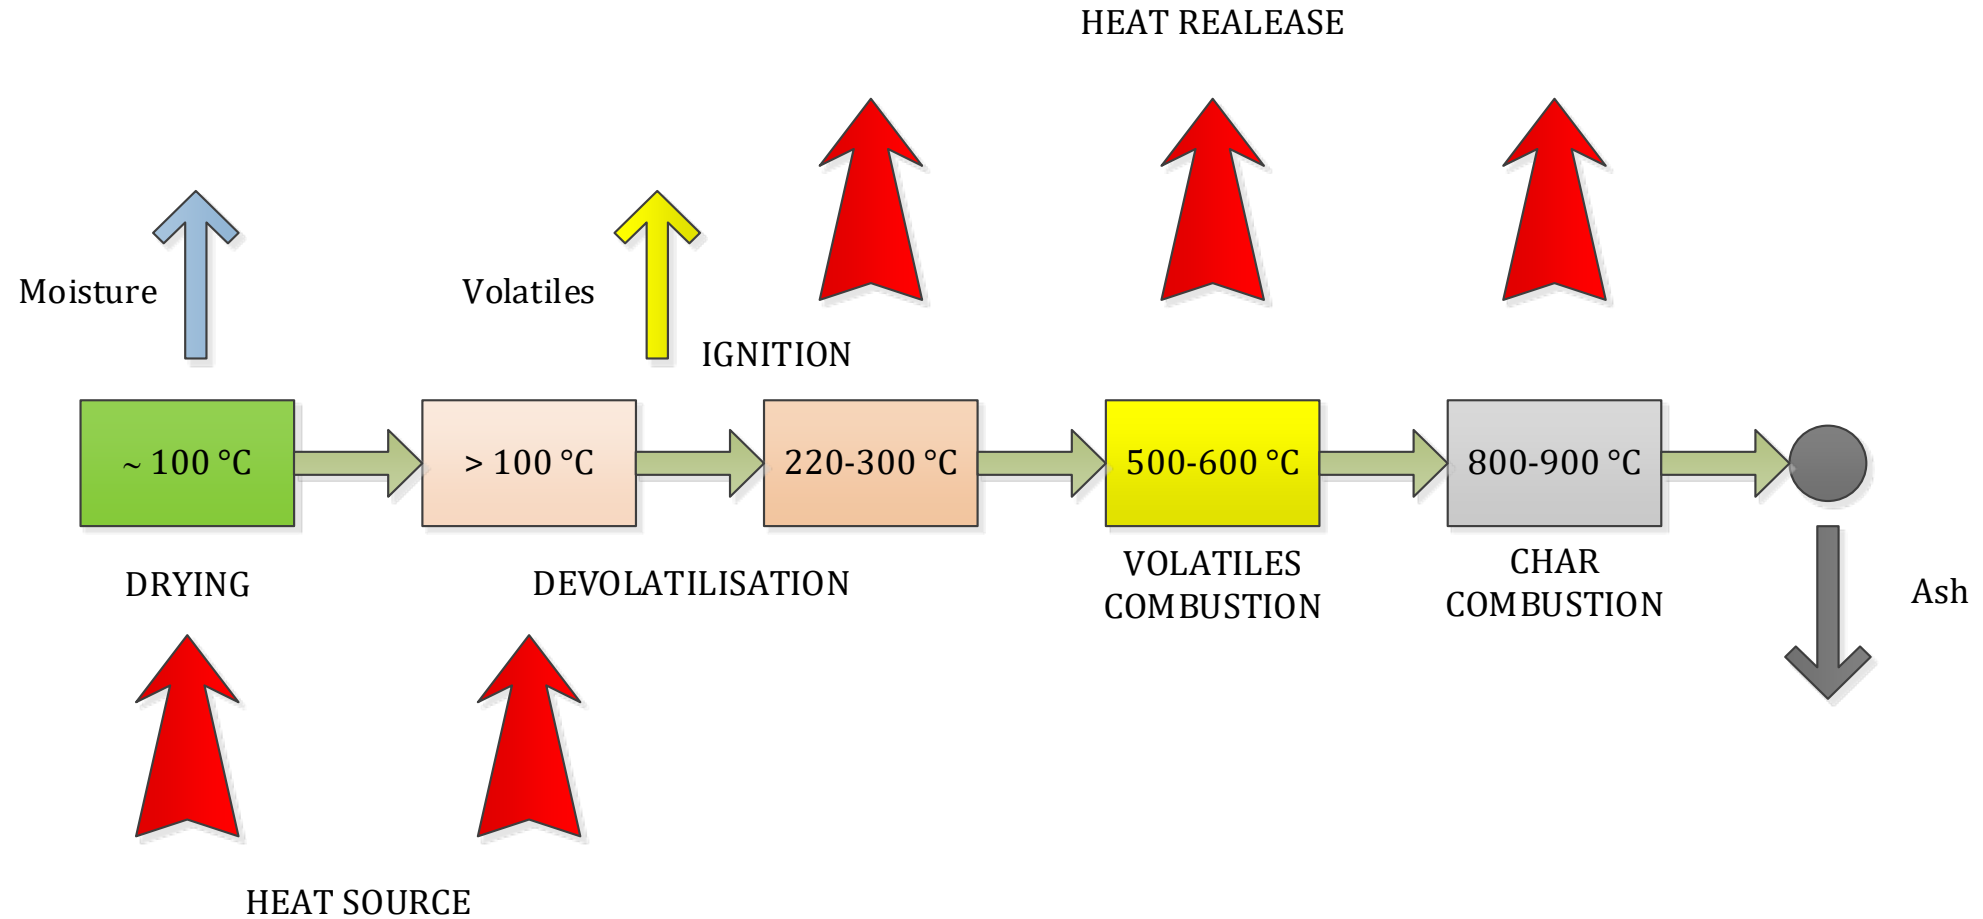 HEAT REALEASE
Moisture
Volatiles
IGNITION
~ 100 °C
> 100 °C
220-300 °C
500-600 °C
800-900 °C
DRYING
DEVOLATILISATION
VOLATILES
COMBUSTION
CHAR
COMBUSTION
Ash
HEAT SOURCE